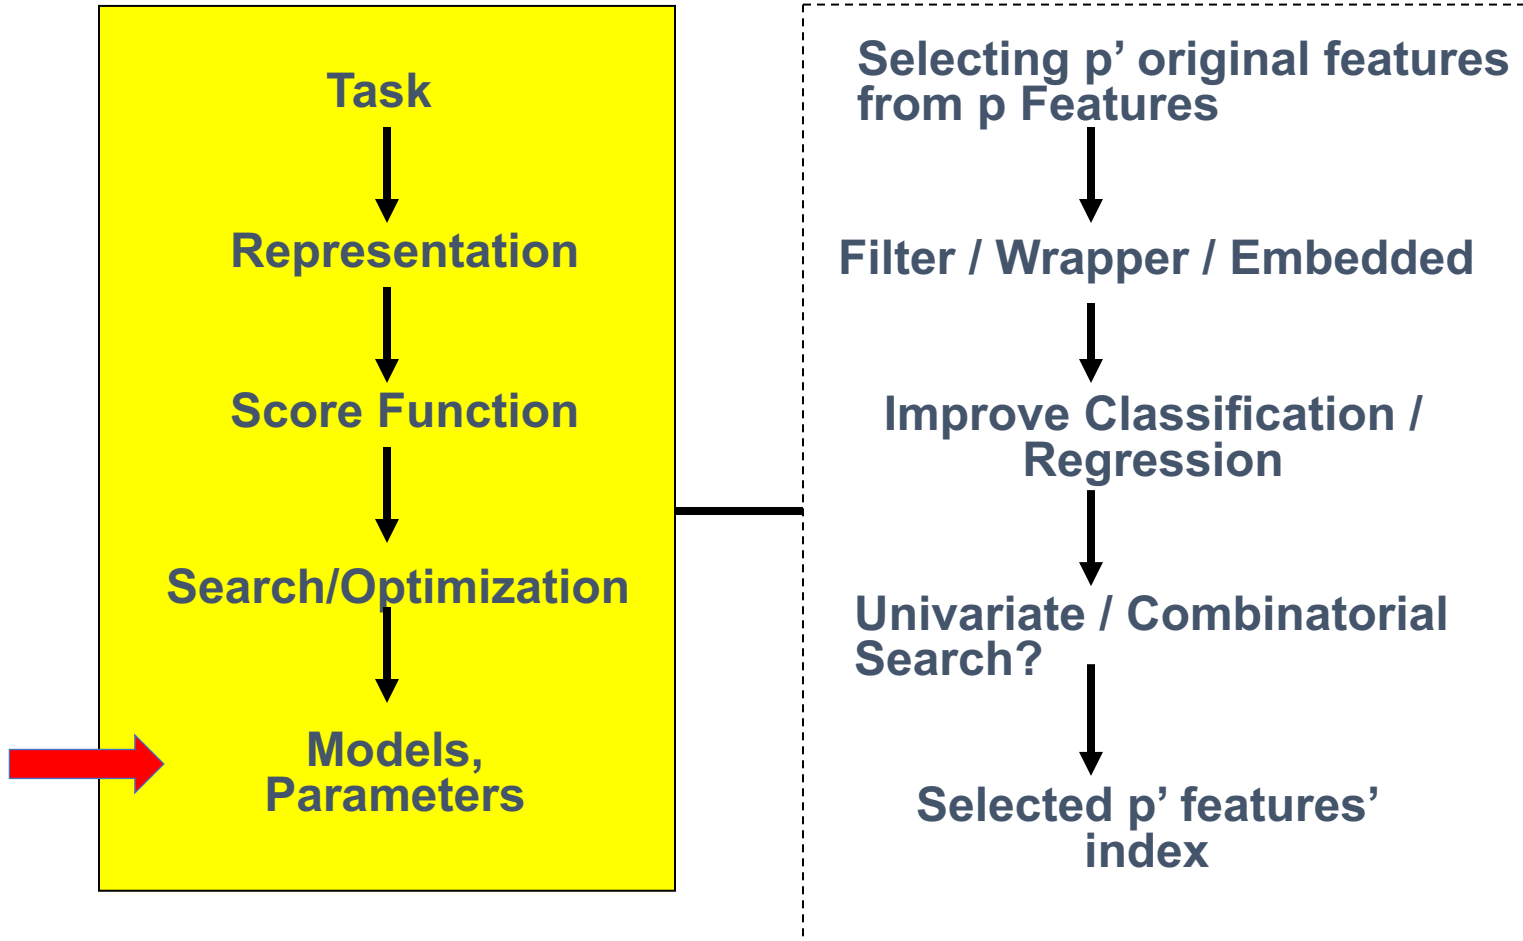 Task
Representation
Score Function
Search/Optimization
Models,
Parameters
Selecting p’ original features
from p Features
Filter / Wrapper / Embedded
Improve Classification /
Regression
Univariate / Combinatorial
Search?
Selected p’ features’
index